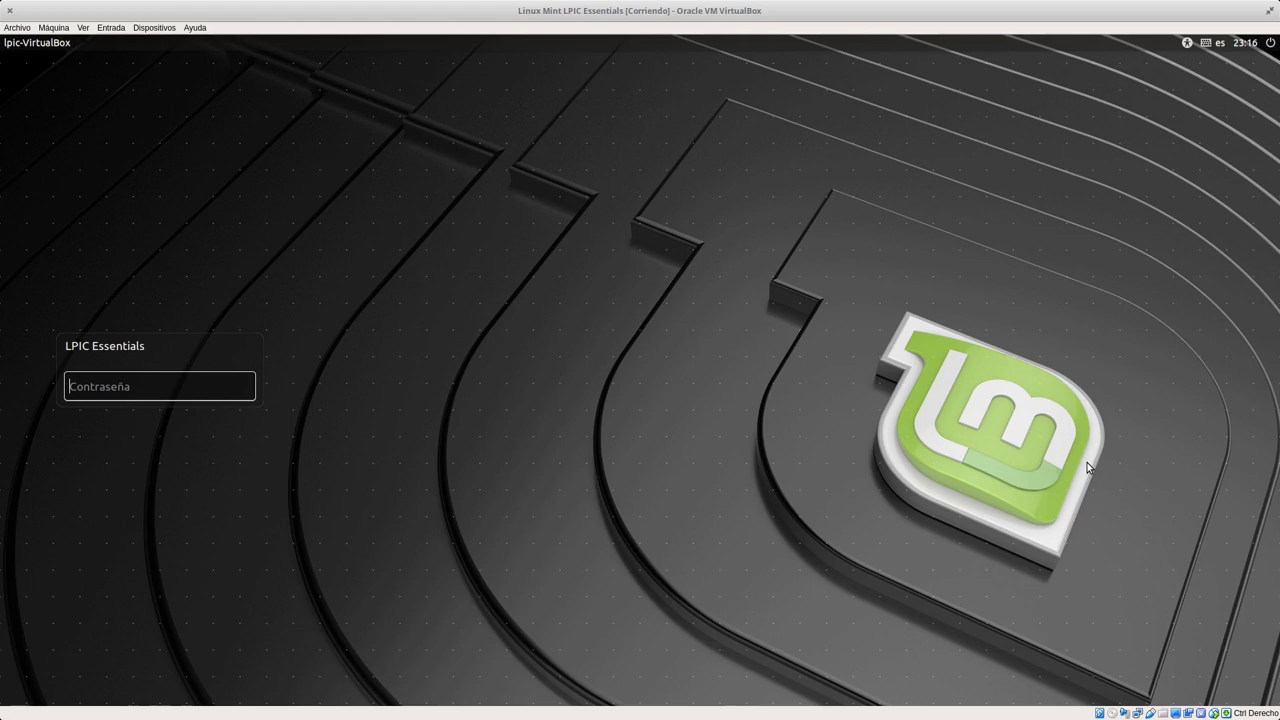 Linux Mint LPIC Essentials [Corriendo] - Oracle VM VirtualBox
Archivo Máquina Ver Entrada Dispositivos Ayuda
lpic-VirtualBox es 23:16
LPIC Essentials
Contraseña
lm
Ctrl Derecho